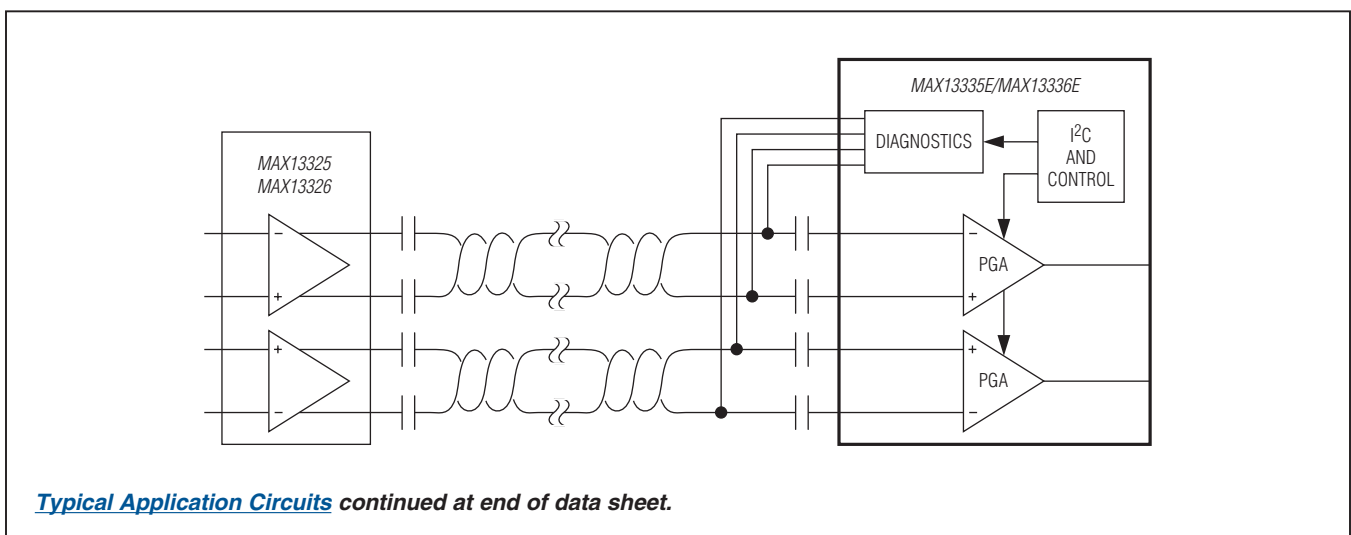 MAX13335E/MAX13336E
DIAGNOSTICS
I²C
AND
CONTROL
MAX13325
MAX13326
−
+
+
−
−
PGA
+
+
PGA
−
Typical Application Circuits continued at end of data sheet.